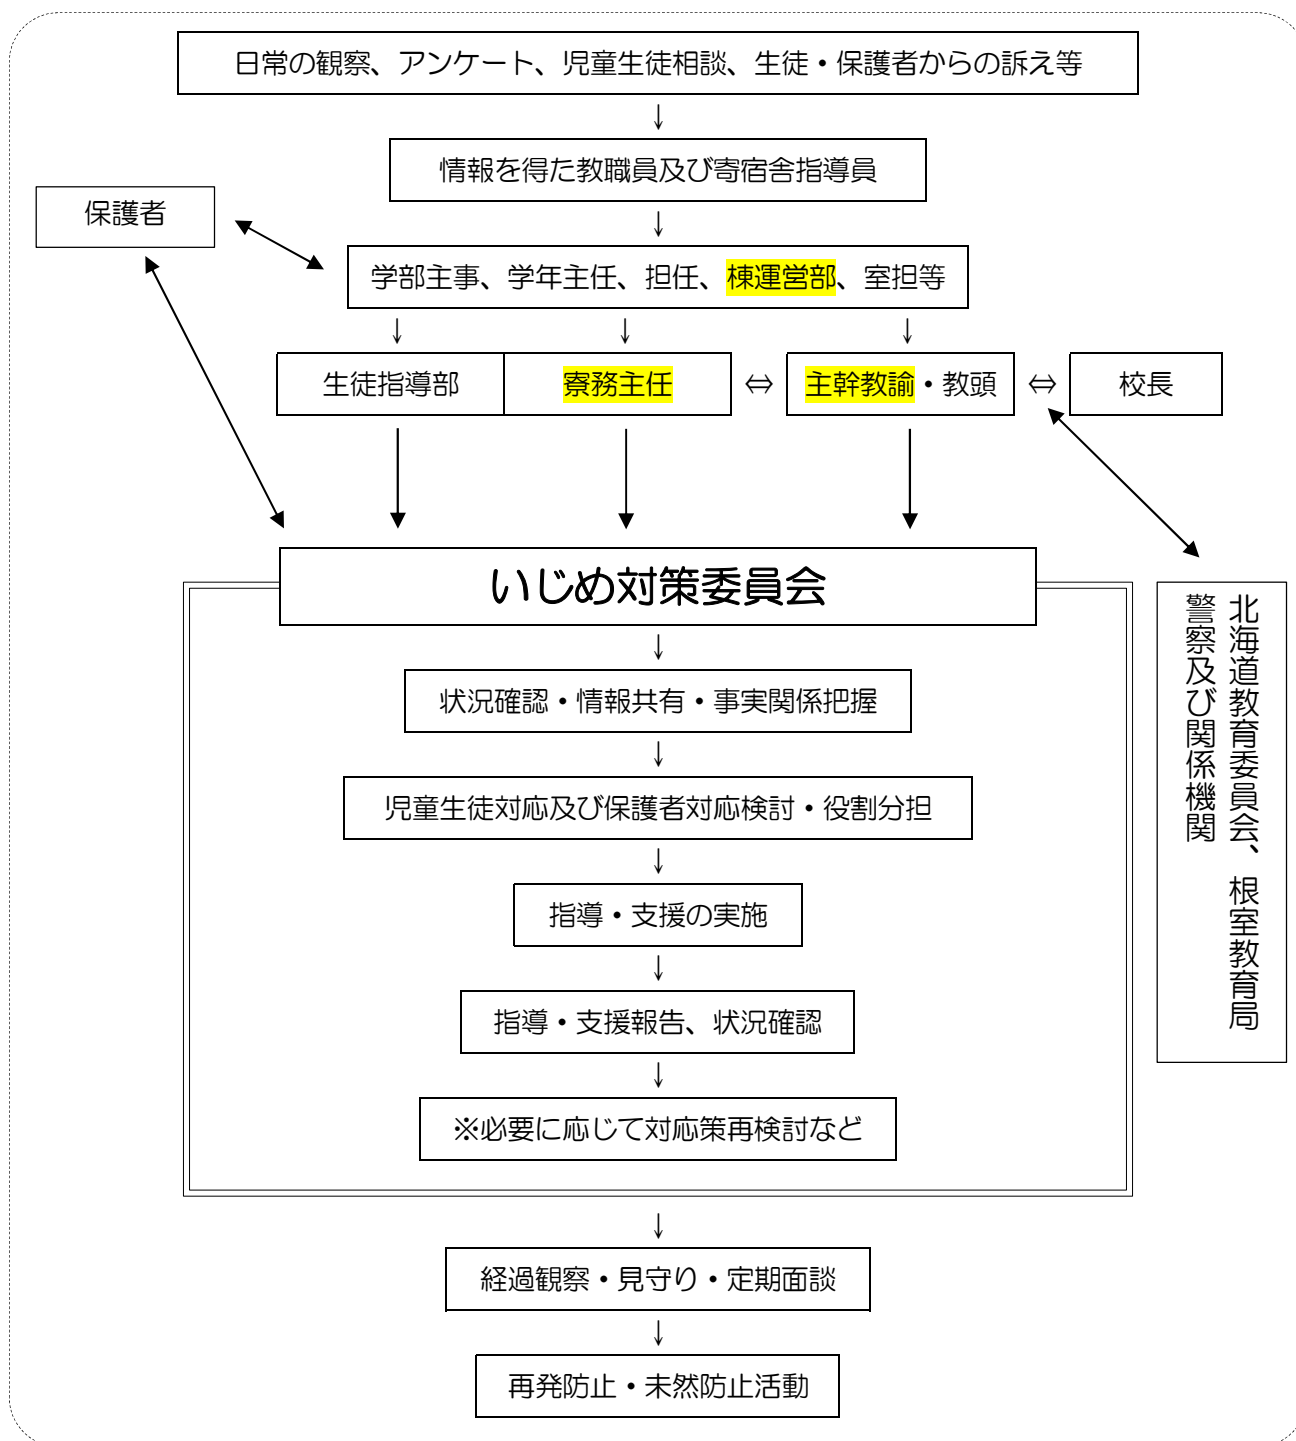 日常の観察、アンケート、児童生徒相談、生徒・保護者からの訴え等
↓
情報を得た教職員及び寄宿舎指導員
保護者
↓
学部主事、学年主任、担任、棟運営部、室担等
↓ ↓ ↓
生徒指導部 寮務主任 ⇔ 主幹教諭・教頭 ⇔ 校長
いじめ対策委員会
↓
状況確認・情報共有・事実関係把握
↓
児童生徒対応及び保護者対応検討・役割分担
↓
指導・支援の実施
↓
指導・支援報告、状況確認
↓
※必要に応じて対応策再検討など
北海道教育委員会、根室教育局
警察及び関係機関
↓
経過観察・見守り・定期面談
↓
再発防止・未然防止活動